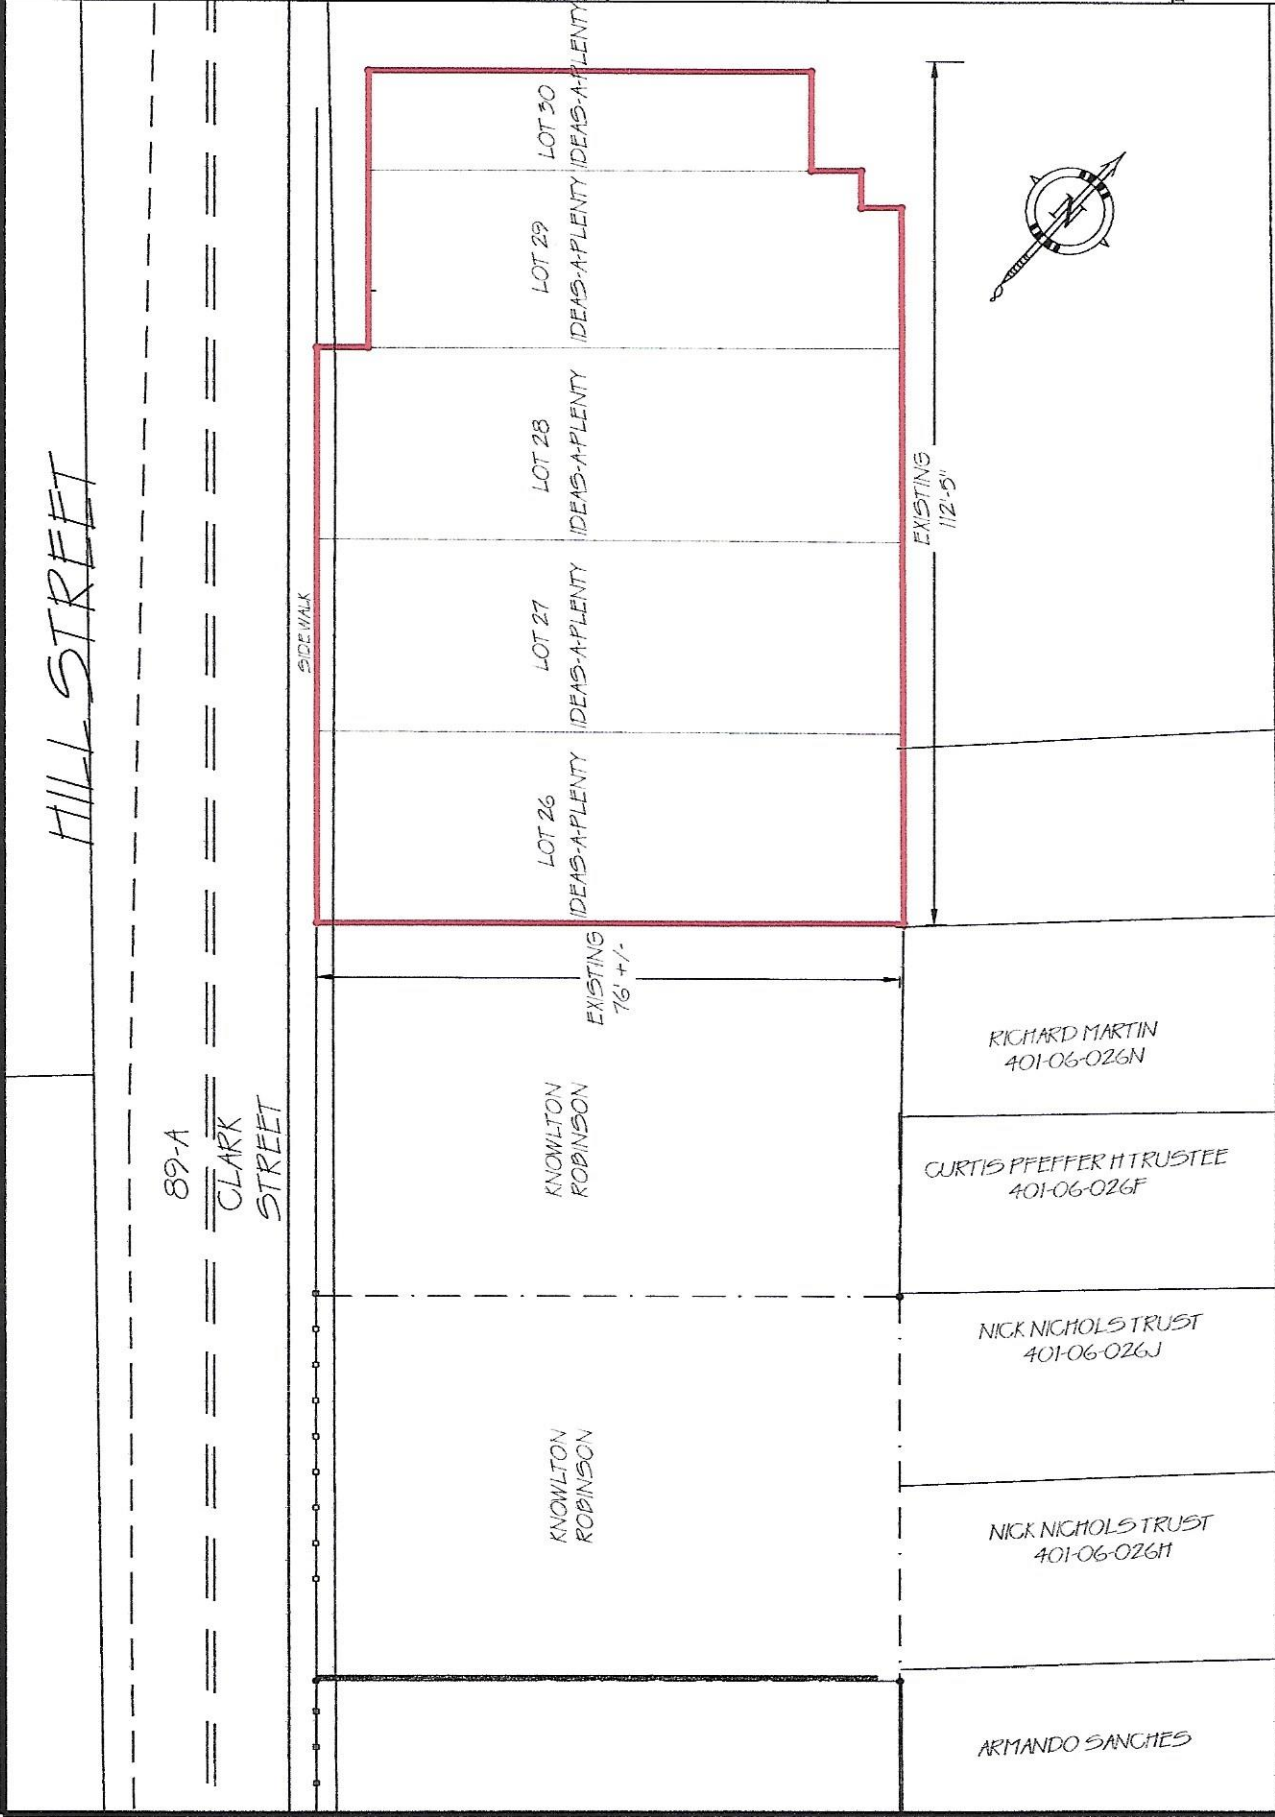 HILL STREET
89-A
CLARK
STREET
SIDEWALK
LOT 30
IDEAS-A-PLENTY
IDEAS-A-PLENTY
LOT 29
IDEAS-A-PLENTY
LOT 28
IDEAS-A-PLENTY
LOT 27
IDEAS-A-PLENTY
LOT 26
IDEAS-A-PLENTY
N
EXISTING
112'-5"
EXISTING
76' +/-
KNOWLTON
ROBINSON
KNOWLTON
ROBINSON
RICHARD MARTIN
401-06-026N
CURTIS PFEFFER H TRUSTEE
401-06-026F
NICK NICHOLS TRUST
401-06-026J
NICK NICHOLS TRUST
401-06-026H
ARMANDO SANCHES